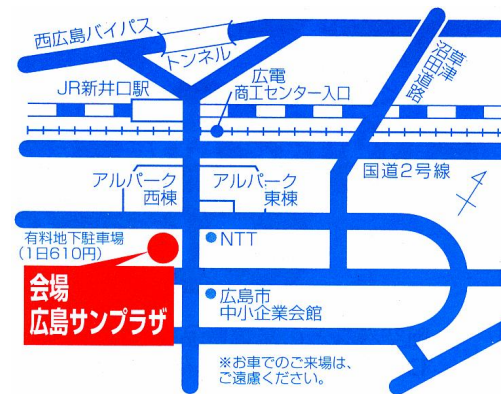 西広島バイパス
トンネル
草津沼田道路
JR新井口駅
広電
商工センター入口
国道2号線
アルパーク
西棟
アルパーク
東棟
有料地下駐車場
(1日610円)
NTT
会場
広島サンプラザ
広島市
中小企業会館
※お車でのご来場は、
ご遠慮ください。